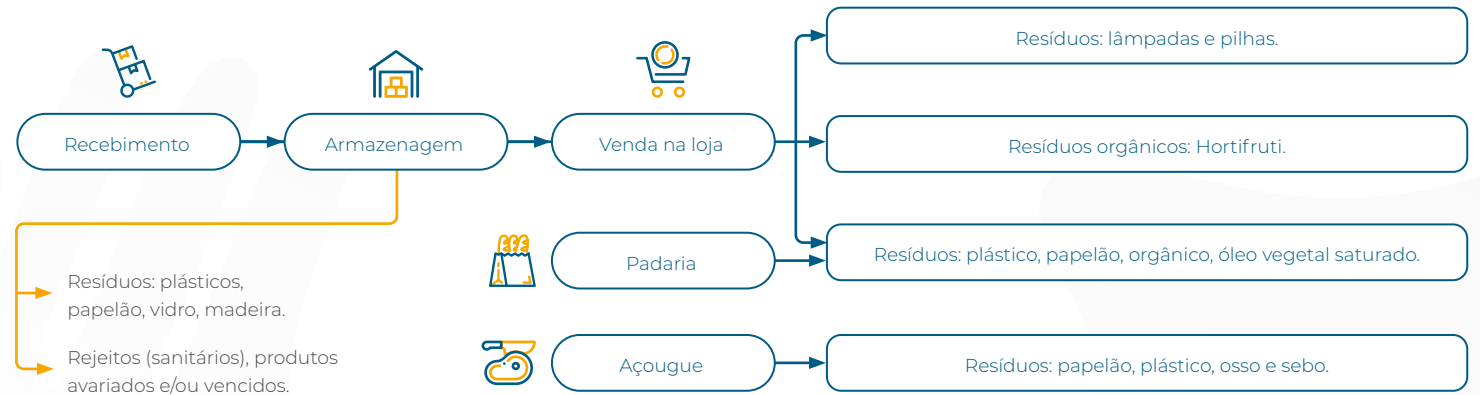 Recebimento
Armazenagem
Venda na loja
Resíduos: lâmpadas e pilhas.
Resíduos orgânicos: Hortifruti.
Padaria
Resíduos: plástico, papelão, orgânico, óleo vegetal saturado.
Açougue
Resíduos: papelão, plástico, osso e sebo.
Resíduos: plásticos,
papelão, vidro, madeira.
Rejeitos (sanitários), produtos
avariados e/ou vencidos.